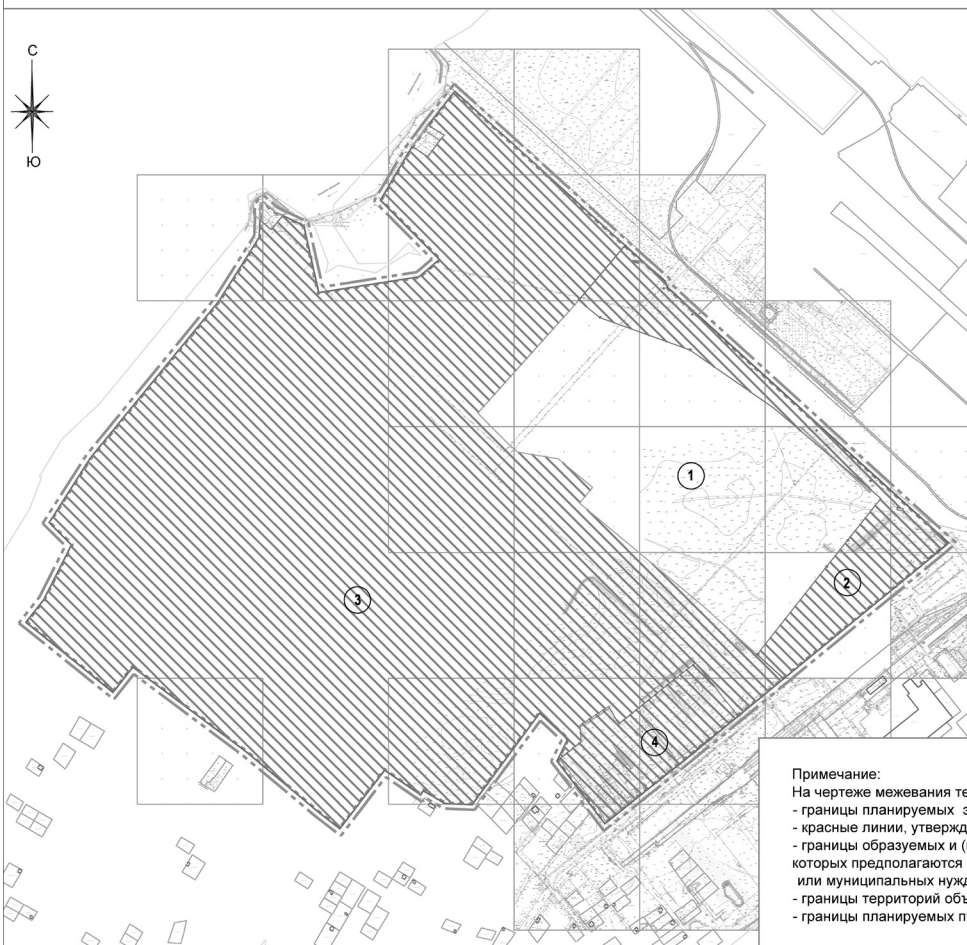 С
Ю
1
2
3
4
Примечание:
На чертеже межевания те
- границы планируемых з
- красные линии, утвержд
- границы образуемых и (
которых предполагаются
или муниципальных нужд
- границы территорий объ
- границы планируемых п